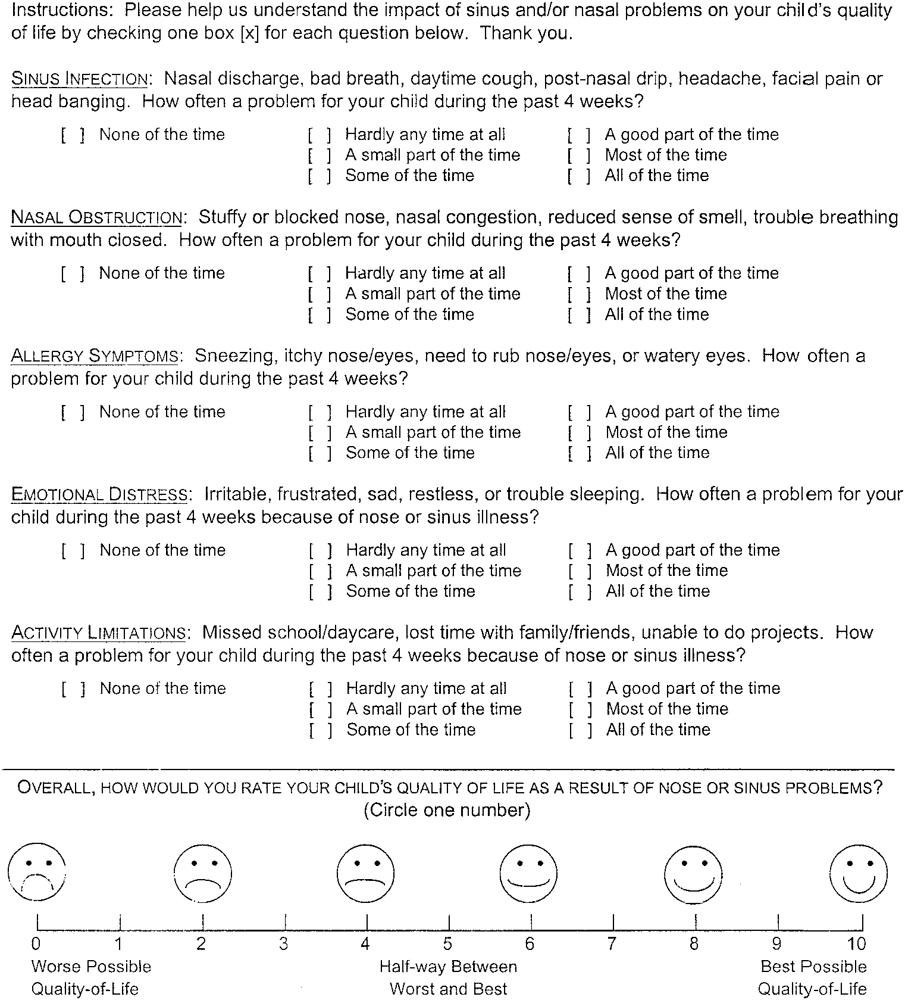 Instructions: Please help us understand the impact of sinus and/or nasal problems on your child's quality
of life by checking one box [x] for each question below. Thank you.
SINUS INFECTION: Nasal discharge, bad breath, daytime cough, post-nasal drip, headache, facial pain or
head banging. How often a problem for your child during the past 4 weeks?
[ ] None of the time [ ] Hardly any time at all [ ] A good part of the time
[ ] A small part of the time [ ] Most of the time
[ ] Some of the time [ ] All of the time
NASAL OBSTRUCTION: Stuffy or blocked nose, nasal congestion, reduced sense of smell, trouble breathing
with mouth closed. How often a problem for your child during the past 4 weeks?
[ ] None of the time [ ] Hardly any time at all [ ] A good part of the time
[ ] A small part of the time [ ] Most of the time
[ ] Some of the time [ ] All of the time
ALLERGY SYMPTOMS: Sneezing, itchy nose/eyes, need to rub nose/eyes, or watery eyes. How often a
problem for your child during the past 4 weeks?
[ ] None of the time [ ] Hardly any time at all [ ] A good part of the time
[ ] A small part of the time [ ] Most of the time
[ ] Some of the time [ ] All of the time
EMOTIONAL DISTRESS: Irritable, frustrated, sad, restless, or trouble sleeping. How often a problem for your
child during the past 4 weeks because of nose or sinus illness?
[ ] None of the time [ ] Hardly any time at all [ ] A good part of the time
[ ] A small part of the time [ ] Most of the time
[ ] Some of the time [ ] All of the time
ACTIVITY LIMITATIONS: Missed school/daycare, lost time with family/friends, unable to do projects. How
often a problem for your child during the past 4 weeks because of nose or sinus illness?
[ ] None of the time [ ] Hardly any time at all [ ] A good part of the time
[ ] A small part of the time [ ] Most of the time
[ ] Some of the time [ ] All of the time
OVERALL, HOW WOULD YOU RATE YOUR CHILD'S QUALITY OF LIFE AS A RESULT OF NOSE OR SINUS PROBLEMS?
(Circle one number)
0 1 2 3 4 5 6 7 8 9 10
Worse Possible Half-way Between Best Possible
Quality-of-Life Worst and Best Quality-of-Life